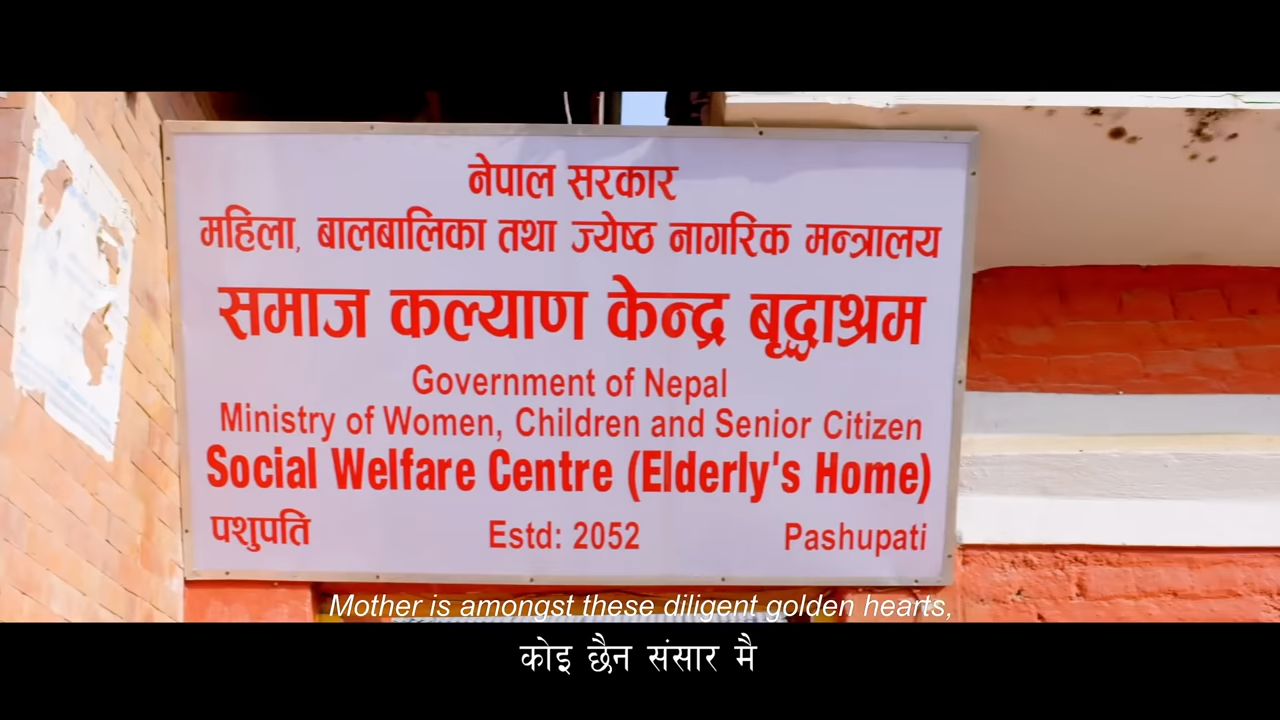 नेपाल सरकार
महिला, बालबालिका तथा ज्येष्ठ नागरिक मन्त्रालय
समाज कल्याण केन्द्र बृद्धाश्रम
Government of Nepal
Ministry of Women, Children and Senior Citizen
Social Welfare Centre (Elderly's Home)
पशुपति Estd: 2052 Pashupati
Mother is amongst these diligent golden hearts,
कोइ छैन संसार मै